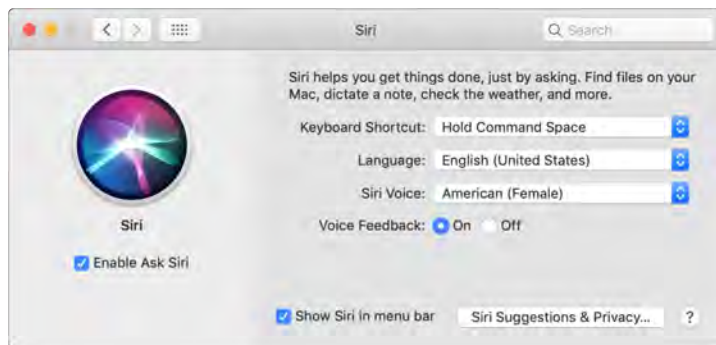 Siri
Search
Siri helps you get things done, just by asking. Find files on your
Mac, dictate a note, check the weather, and more.
Keyboard Shortcut: Hold Command Space
Language: English (United States)
Siri Voice: American (Female)
Siri
Voice Feedback: On Off
Enable Ask Siri
Show Siri in menu bar Siri Suggestions & Privacy... ?